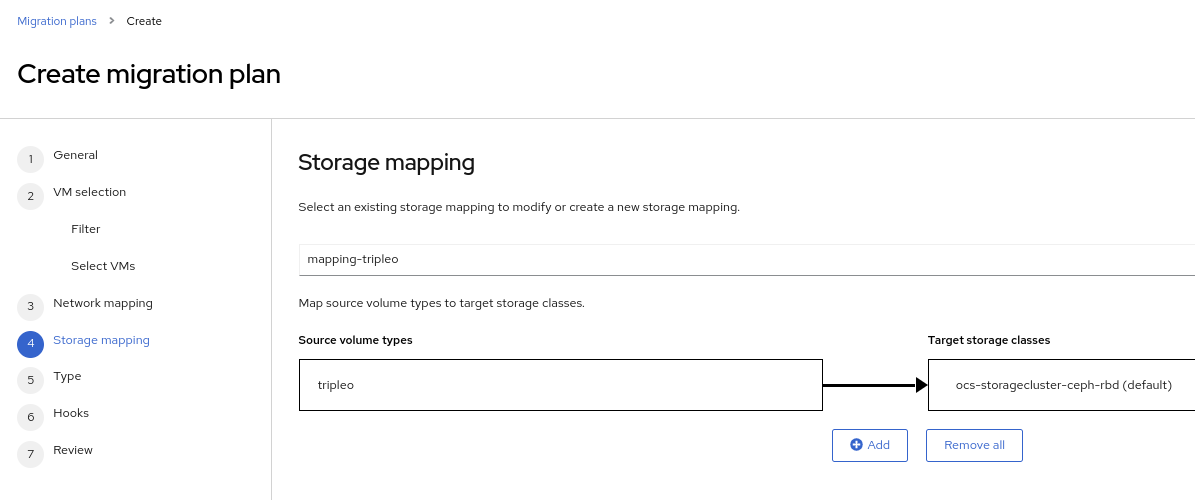 Migration plans > Create
Create migration plan
1 General
2 VM selection
Filter
Select VMs
3 Network mapping
4 Storage mapping
5 Type
6 Hooks
7 Review
Storage mapping
Select an existing storage mapping to modify or create a new storage mapping.
mapping-tripleo
Map source volume types to target storage classes.
Source volume types
Target storage classes
tripleo
ocs-storagecluster-ceph-rbd (default)
Add
Remove all